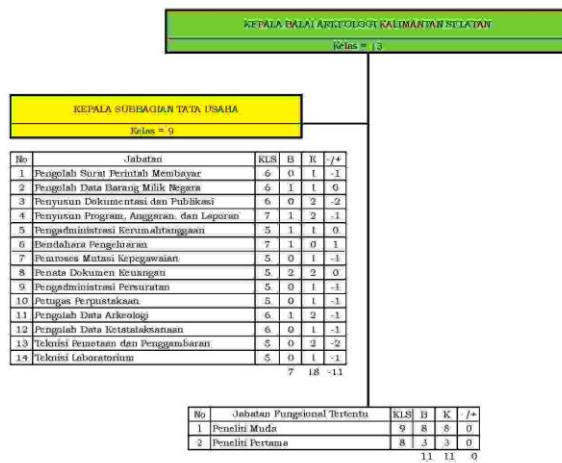 KEPALA BALAI ARKEOLOGI KALIMANTAN SELATAN
Kelas = 13
KEPALA SUBBAGIAN TATA USAHA
Kelas = 9
No Jabatan KLS B K -/+
1 Pengolah Surat Perintah Membayar 6 0 1 -1
2 Pengolah Data Barang Milik Negara 6 1 1 0
3 Penyusun Dokumentasi dan Publikasi 6 0 2 -2
4 Penyusun Program, Anggaran, dan Laporan 7 1 2 -1
5 Pengadministrasi Kerumahtanggaan 5 1 1 0
6 Bendahara Pengeluaran 7 1 0 1
7 Pemroses Mutasi Kepegawaian 5 0 1 -1
8 Penata Dokumen Keuangan 5 2 2 0
9 Pengadministrasi Persuratan 5 0 1 -1
10 Petugas Perpustakaan 5 0 1 -1
11 Pengolah Data Arkeologi 6 1 2 -1
12 Pengolah Data Ketatalaksanaan 6 0 1 -1
13 Teknisi Pemetaan dan Penggambaran 5 0 2 -2
14 Teknisi Laboratorium 5 0 1 -1
7 18 -11
No Jabatan Fungsional Tertentu KLS B K -/+
1 Peneliti Muda 9 8 8 0
2 Peneliti Pertama 8 3 3 0
11 11 0